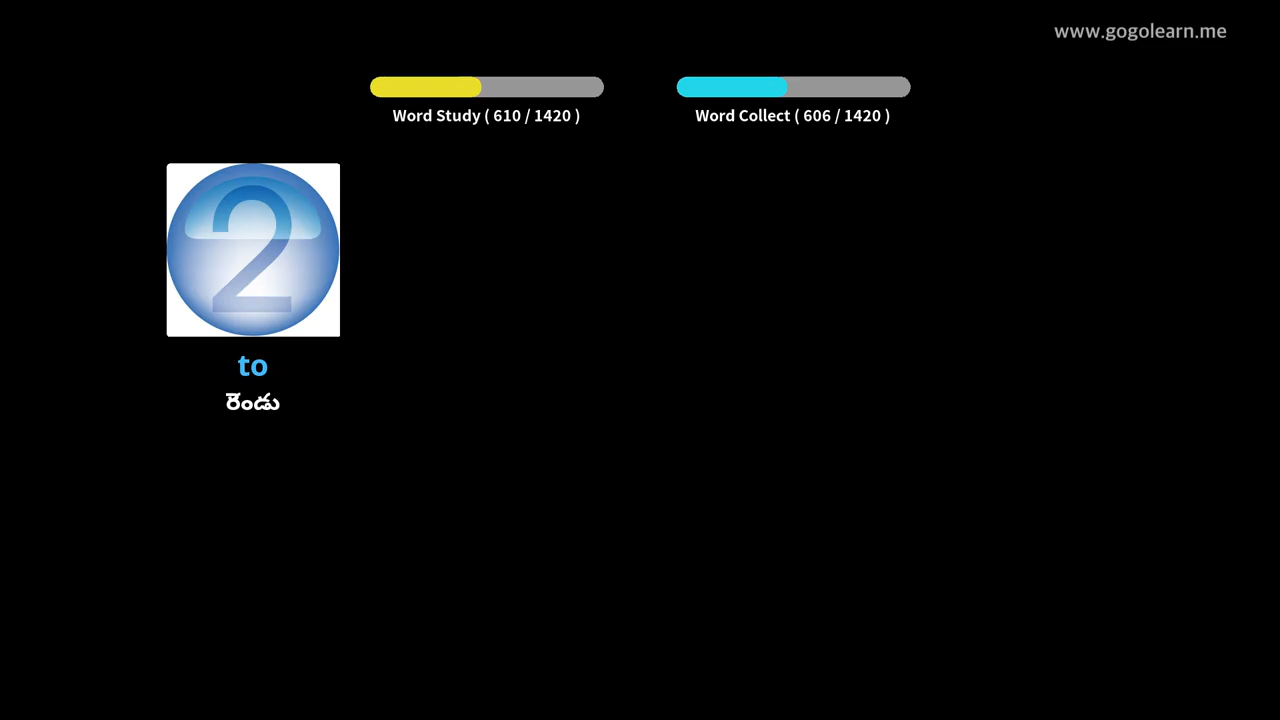 www.gogolearn.me
Word Study ( 610 / 1420 )
Word Collect ( 606 / 1420 )
2
to
రెండు